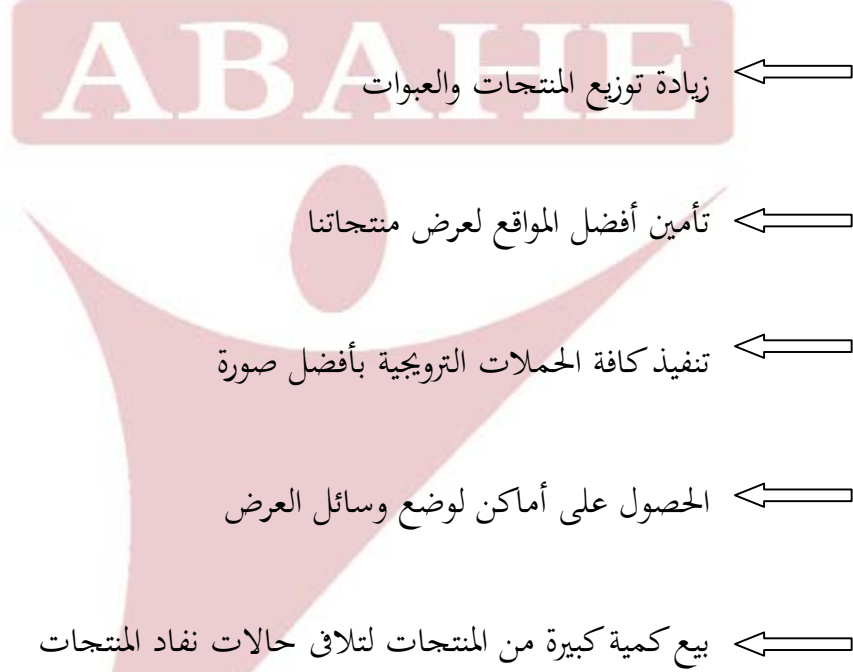 ABAHE
زيادة توزيع المنتجات والعبوات
تأمين أفضل المواقع لعرض منتجاتنا
تنفيذ كافة الحملات الترويجية بأفضل صورة
الحصول على أماكن لوضع وسائل العرض
بيع كمية كبيرة من المنتجات لتلافى حالات نفاد المنتجات